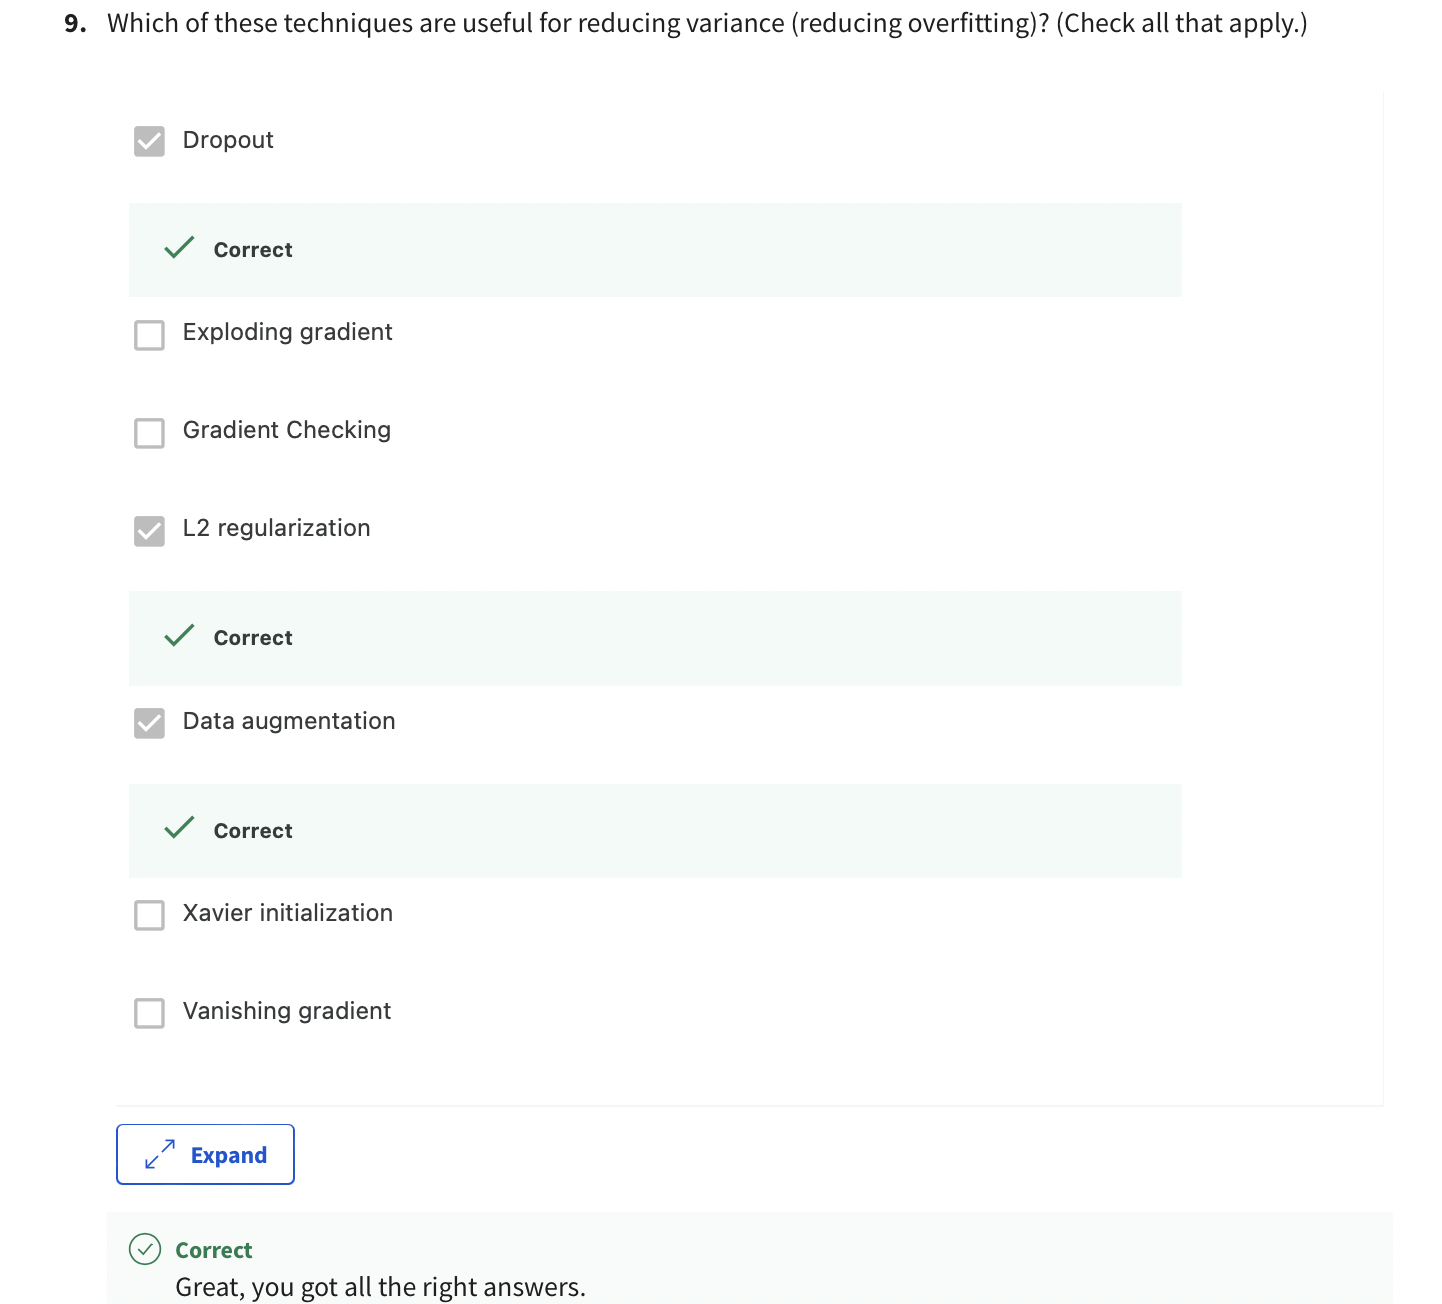 9. Which of these techniques are useful for reducing variance (reducing overfitting)? (Check all that apply.)
Dropout
Correct
Exploding gradient
Gradient Checking
L2 regularization
Correct
Data augmentation
Correct
Xavier initialization
Vanishing gradient
Expand
Correct
Great, you got all the right answers.